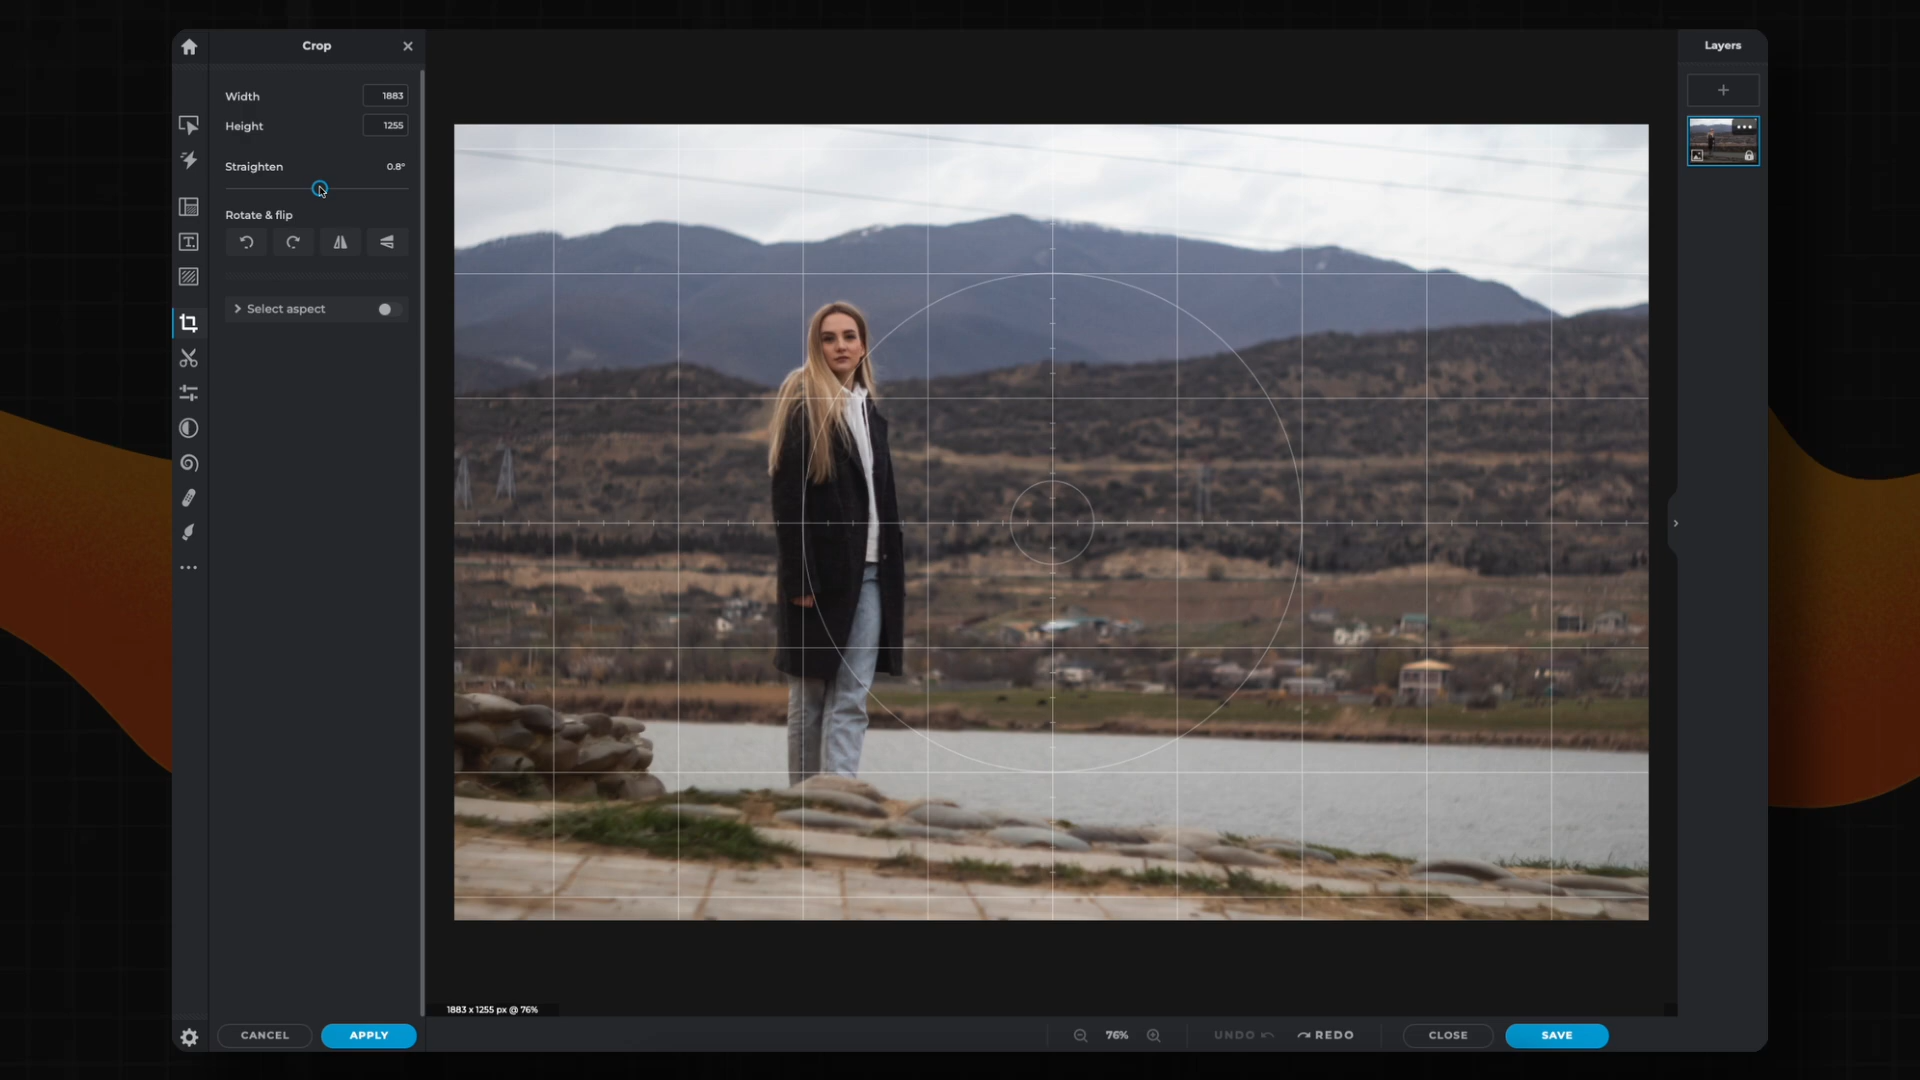 Crop
Layers
Width 1883
Height 1255
Straighten 0.8°
Rotate & flip
Select aspect
1883 x 1255 px @ 76%
CANCEL APPLY 76% UNDO REDO CLOSE SAVE